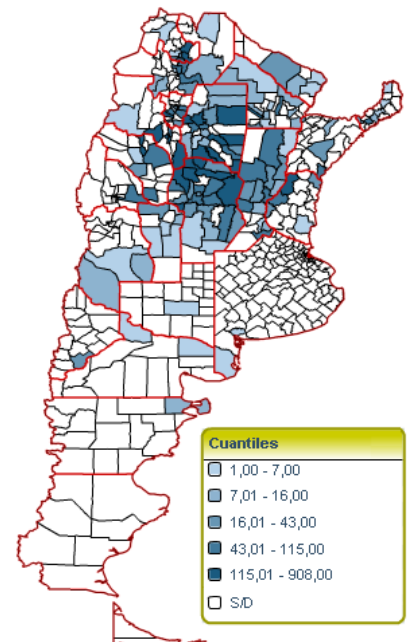 Cuantiles
1,00 - 7,00
7,01 - 16,00
16,01 - 43,00
43,01 - 115,00
115,01 - 908,00
S/D